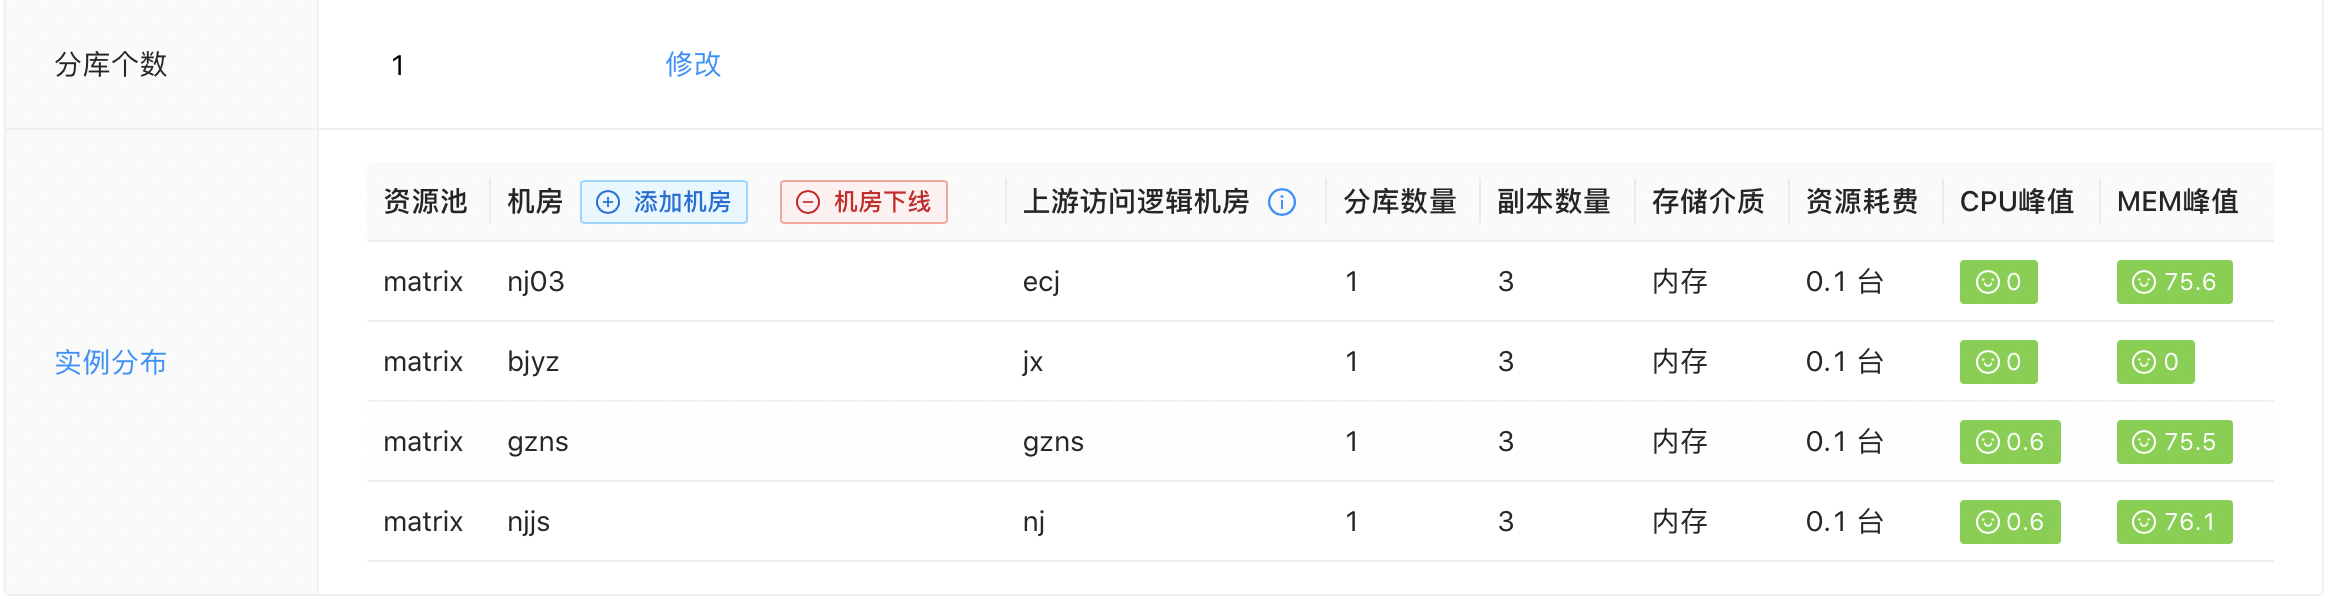 分库个数 1 修改
资源池 机房 添加机房 机房下线 上游访问逻辑机房 分库数量 副本数量 存储介质 资源耗费 CPU峰值 MEM峰值
matrix nj03 ecj 1 3 内存 0.1 台 0 75.6
实例分布
matrix bjyz jx 1 3 内存 0.1 台 0 0
matrix gzns gzns 1 3 内存 0.1 台 0.6 75.5
matrix njjs nj 1 3 内存 0.1 台 0.6 76.1